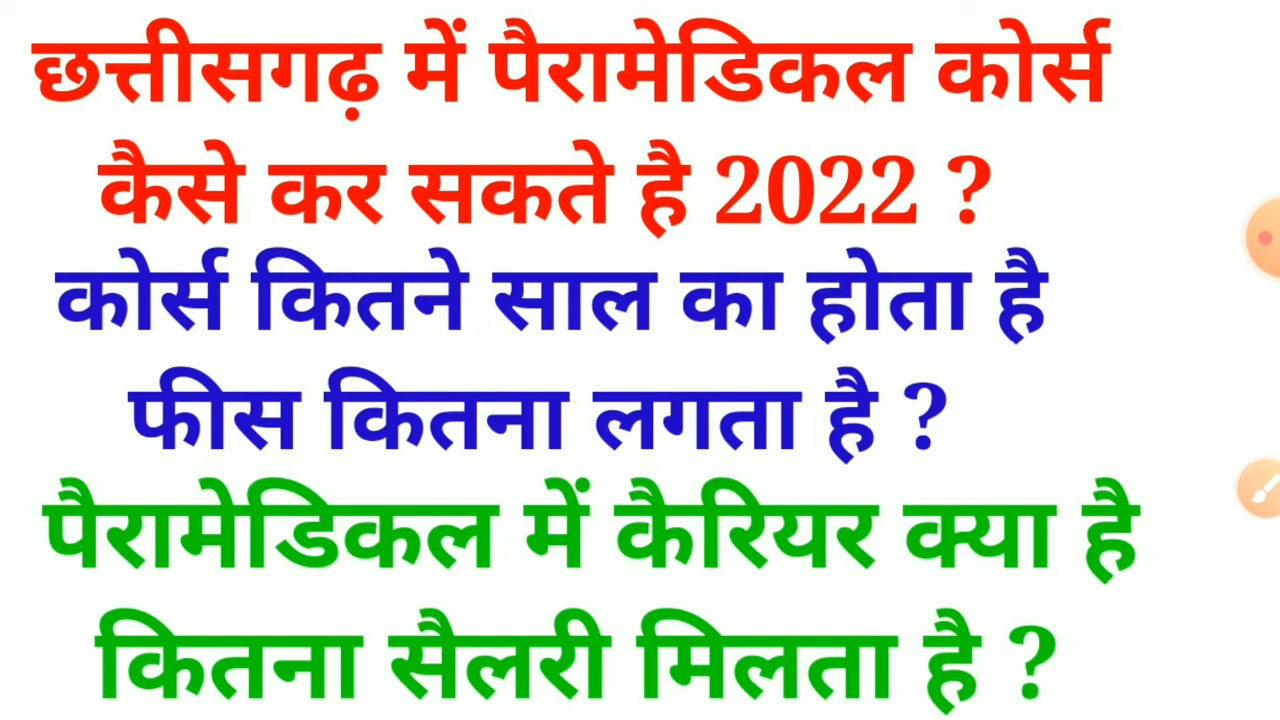 छत्तीसगढ़ में पैरामेडिकल कोर्स
कैसे कर सकते है 2022 ?
कोर्स कितने साल का होता है
फीस कितना लगता है ?
पैरामेडिकल में कैरियर क्या है
कितना सैलरी मिलता है ?